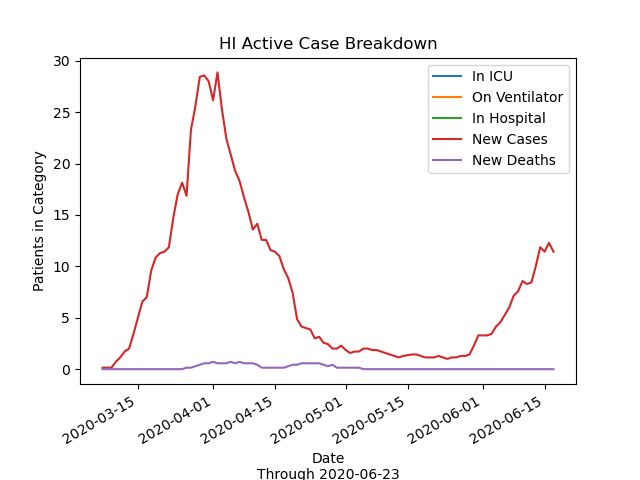 HI Active Case Breakdown
30
25
20
15
10
5
0
Patients in Category
In ICU
On Ventilator
In Hospital
New Cases
New Deaths
2020-03-15
2020-04-01
2020-04-15
2020-05-01
2020-05-15
2020-06-01
2020-06-15
Date
Through 2020-06-23